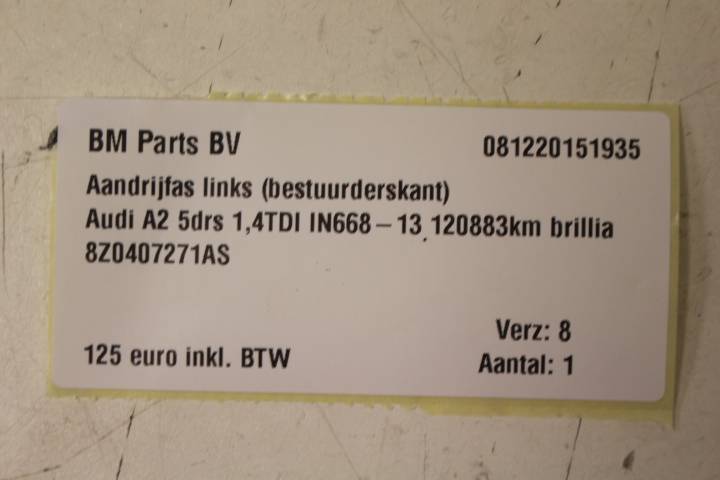 BM Parts BV 081220151935
Aandrijfas links (bestuurderskant)
Audi A2 5drs 1,4TDI IN668-13, 120883km brillia
8Z0407271AS
Verz: 8
125 euro inkl. BTW Aantal: 1